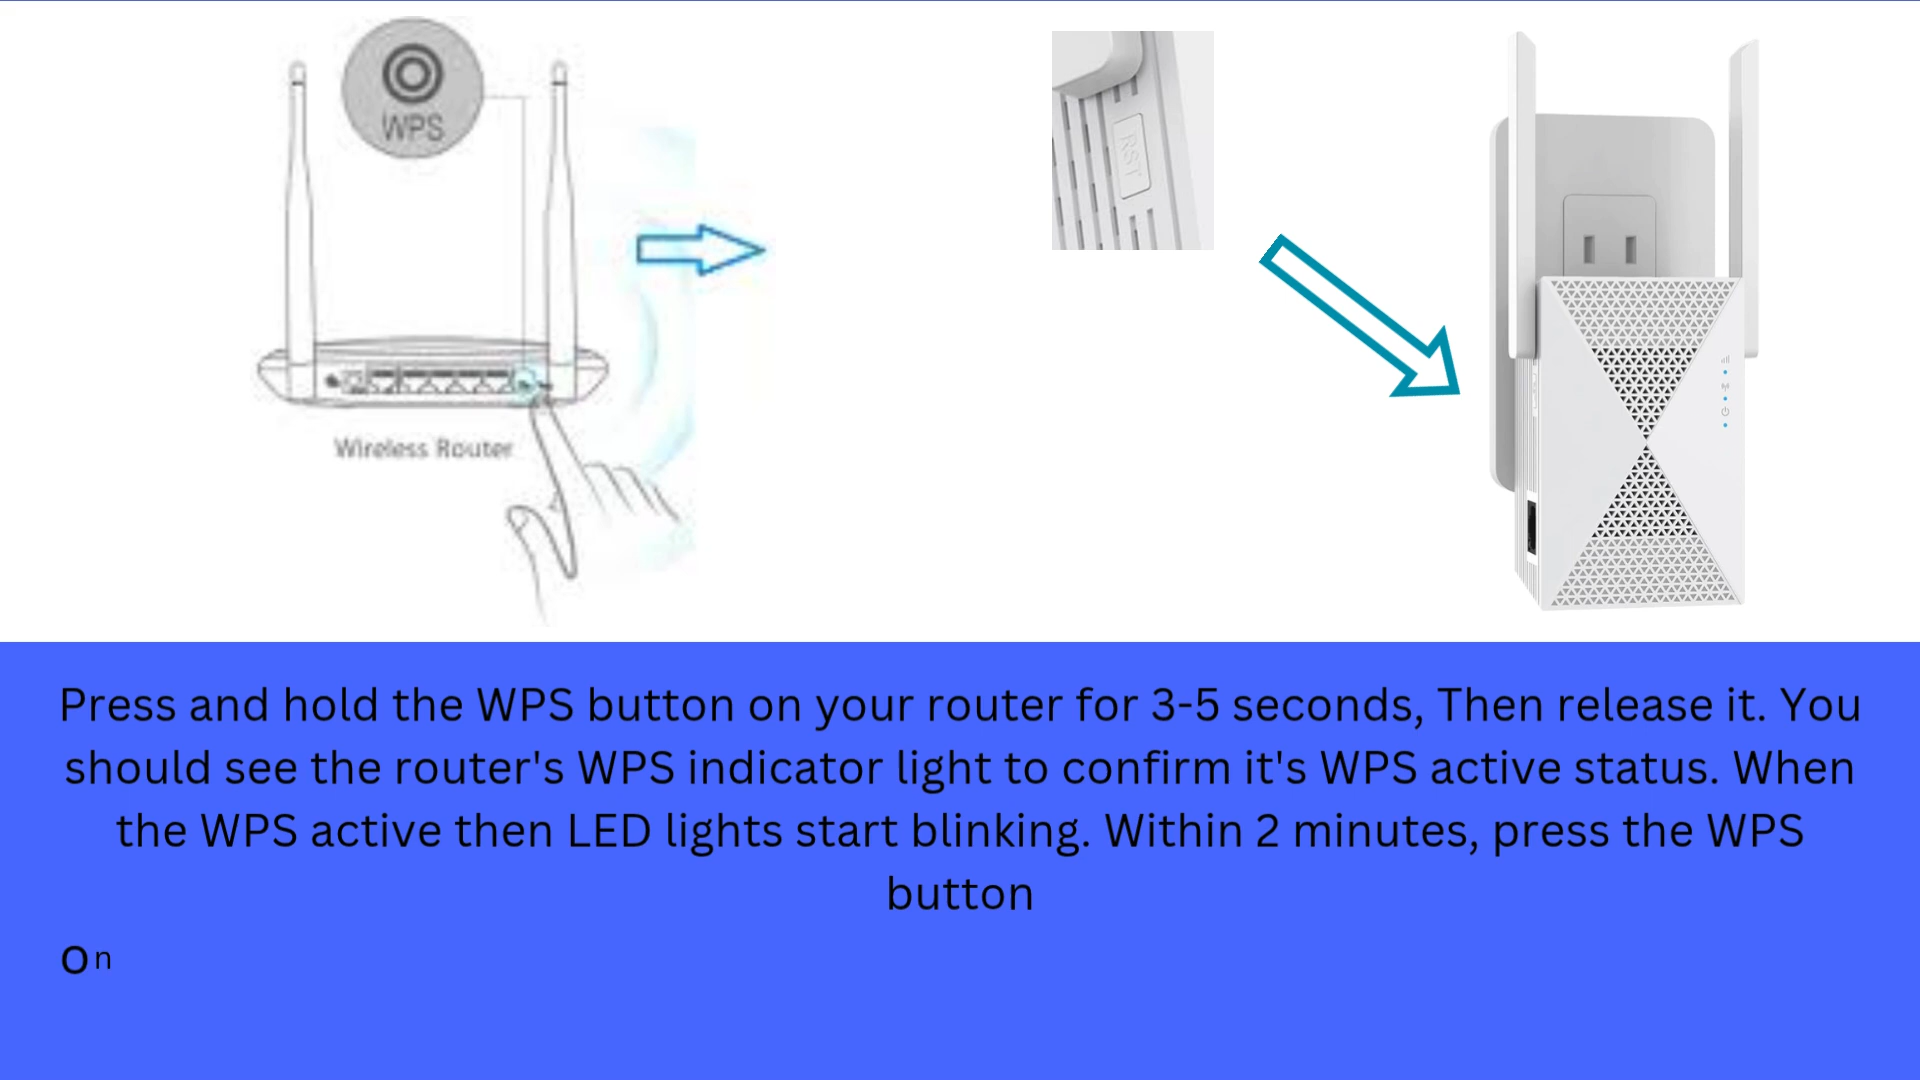 WPS
RST
Wireless Router
Press and hold the WPS button on your router for 3-5 seconds, Then release it. You
should see the router's WPS indicator light to confirm it's WPS active status. When
the WPS active then LED lights start blinking. Within 2 minutes, press the WPS
button
On